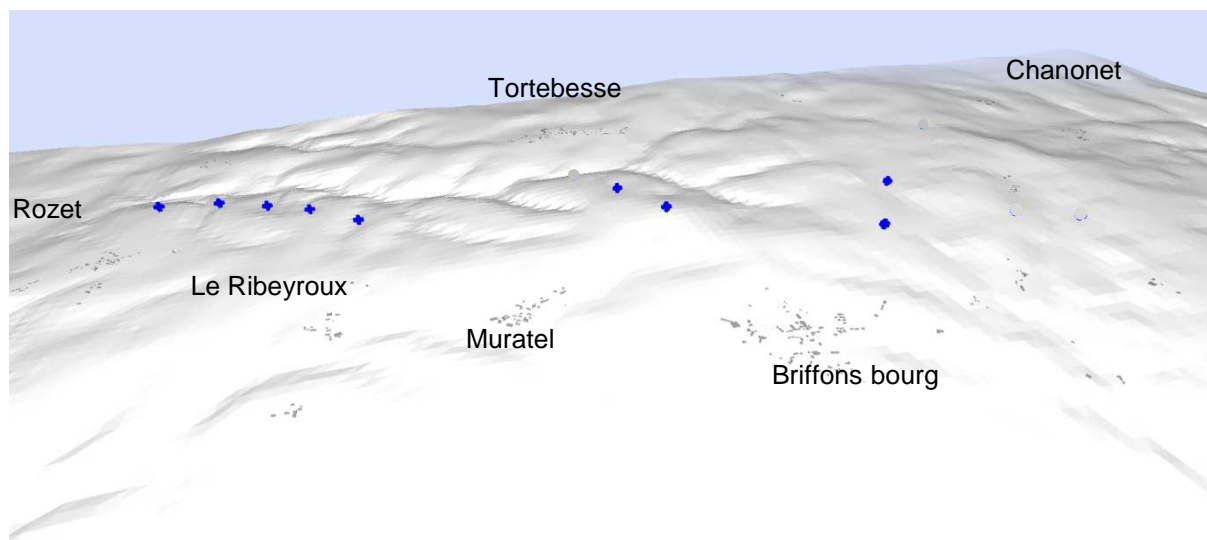 Chanonet
Tortebesse
Rozet
Le Ribeyroux
Muratel
Briffons bourg